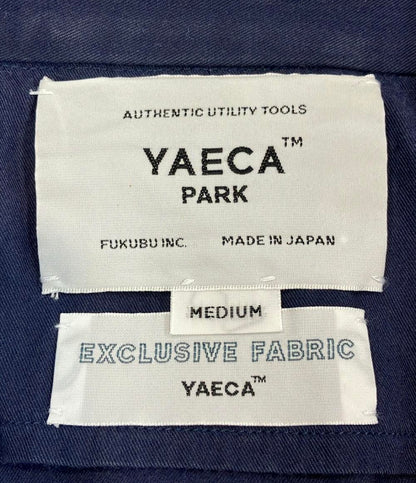 AUTHENTIC UTILITY TOOLS
YAECA™
PARK
FUKUBU INC. MADE IN JAPAN
MEDIUM
EXCLUSIVE FABRIC
YAECA™